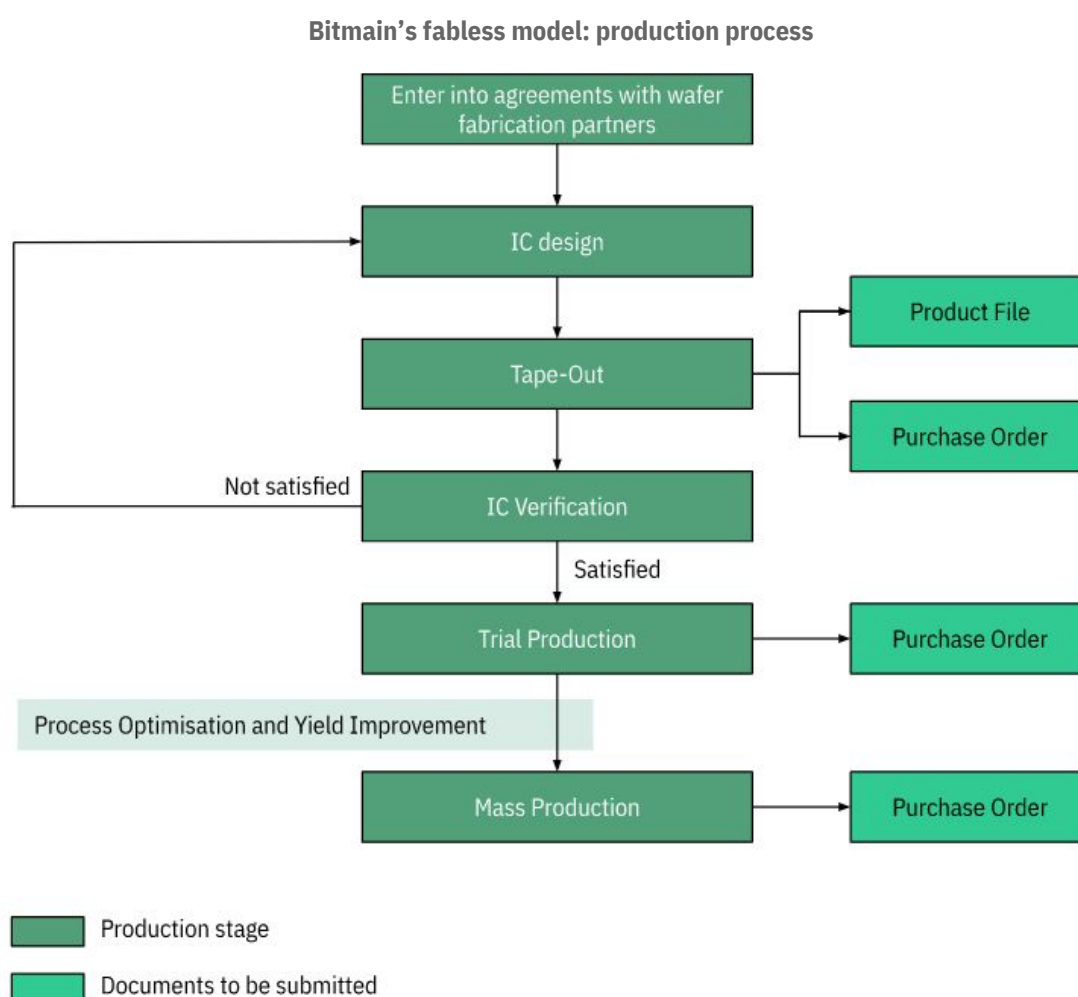 Bitmain’s fabless model: production process
Enter into agreements with wafer
fabrication partners
IC design
Product File
Tape-Out
Purchase Order
Not satisfied
IC Verification
Satisfied
Trial Production
Purchase Order
Process Optimisation and Yield Improvement
Mass Production
Purchase Order
Production stage
Documents to be submitted